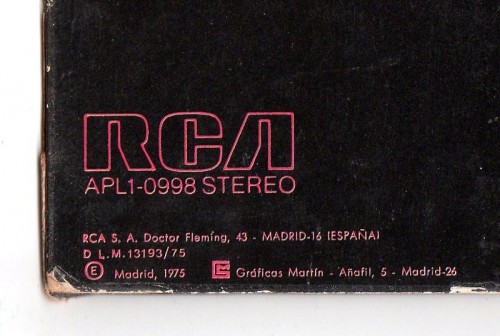 RCA
APL1-0998 STEREO
RCA S. A. Doctor Fleming, 43 - MADRID-16 (ESPAÑA)
D L.M.13193/75
Ⓔ Madrid, 1975 Gráficas Martín - Añafil, 5 - Madrid-26